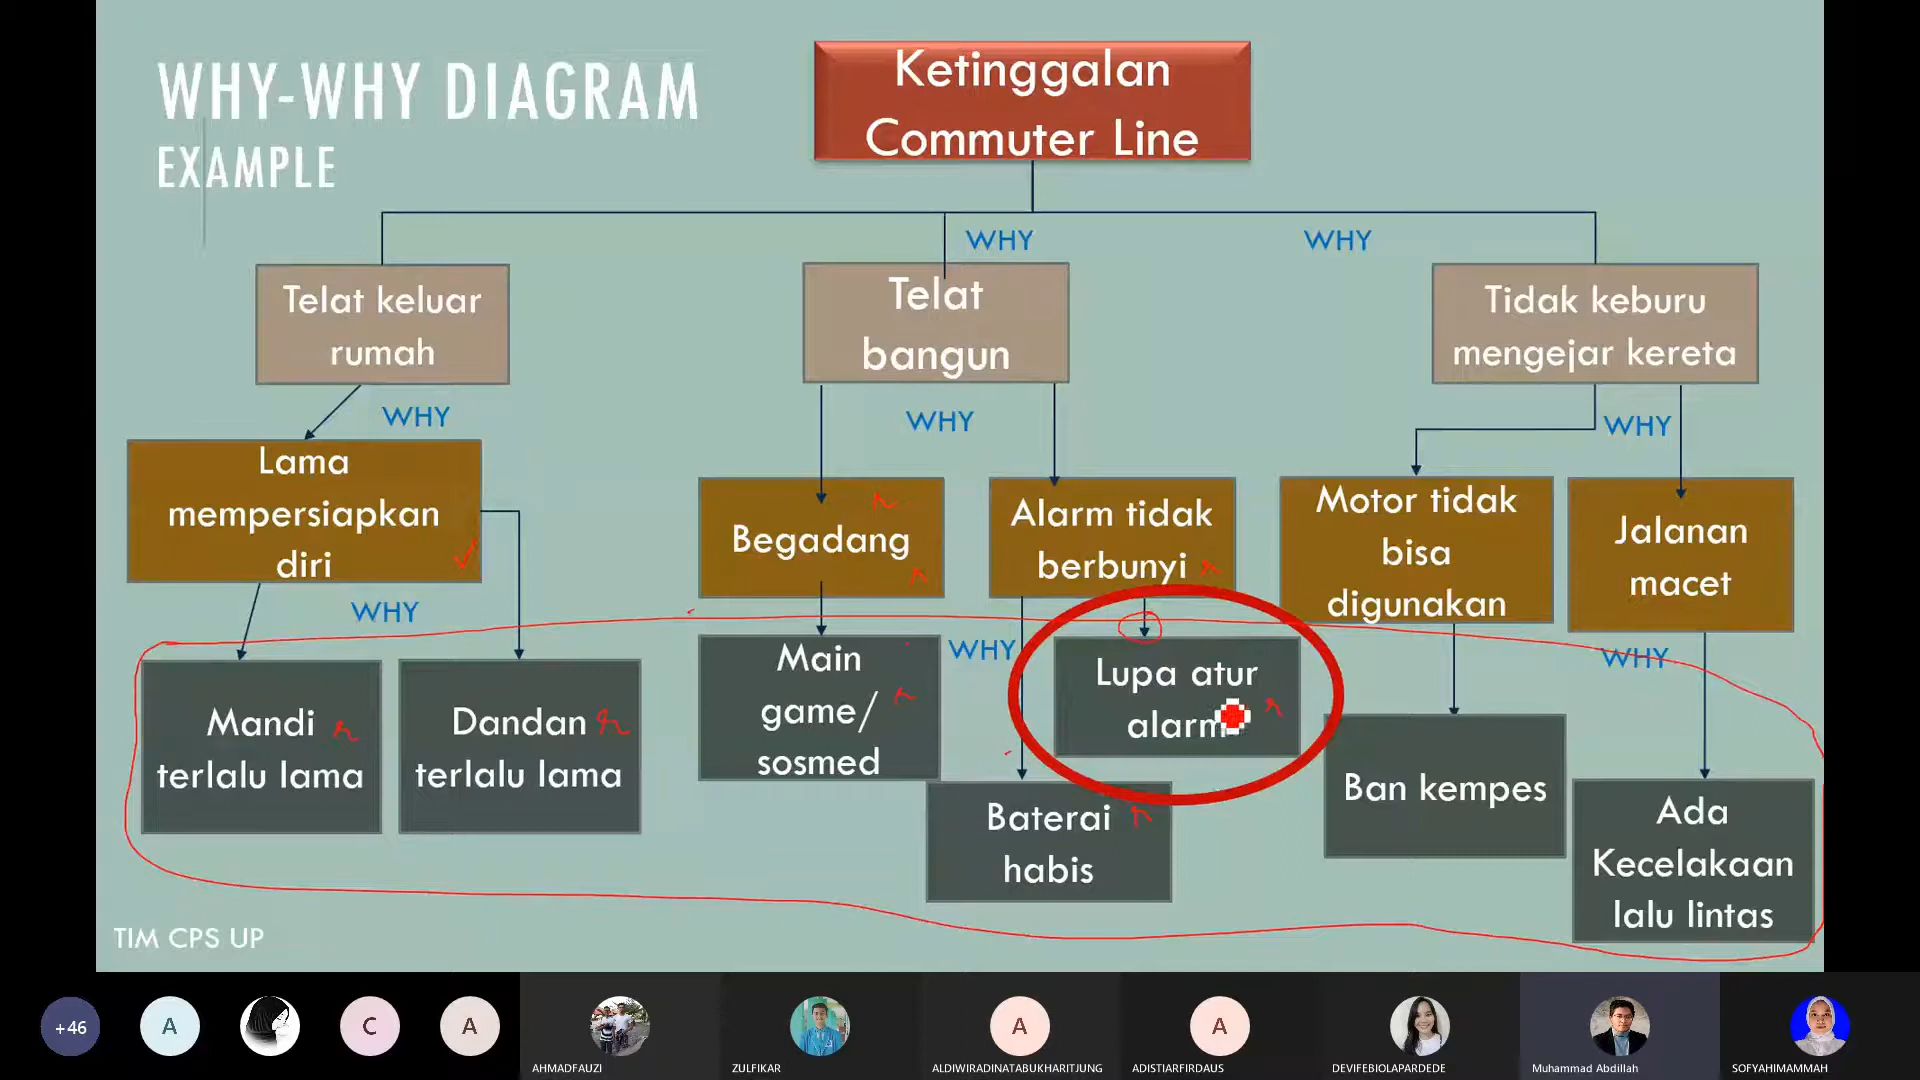 WHY-WHY DIAGRAM
EXAMPLE
Ketinggalan
Commuter Line
WHY
WHY
Telat keluar
rumah
Telat
bangun
Tidak keburu
mengejar kereta
WHY
WHY
WHY
Lama
mempersiapkan
diri
Begadang
Alarm tidak
berbunyi
Motor tidak
bisa
digunakan
Jalanan
macet
WHY
WHY
WHY
Mandi
terlalu lama
Dandan
terlalu lama
Main
game/
sosmed
Lupa atur
alarm
Baterai
habis
Ban kempes
Ada
Kecelakaan
lalu lintas
TIM CPS UP
+46
A
C
A
AHMADFAUZI
ZULFIKAR
A
ALDIWIRADINATABUKHARITJUNG
A
ADISTIARFIRDAUS
DEVIFEBIOLAPARDEDE
Muhammad Abdillah
SOFYAHIMAMMAH